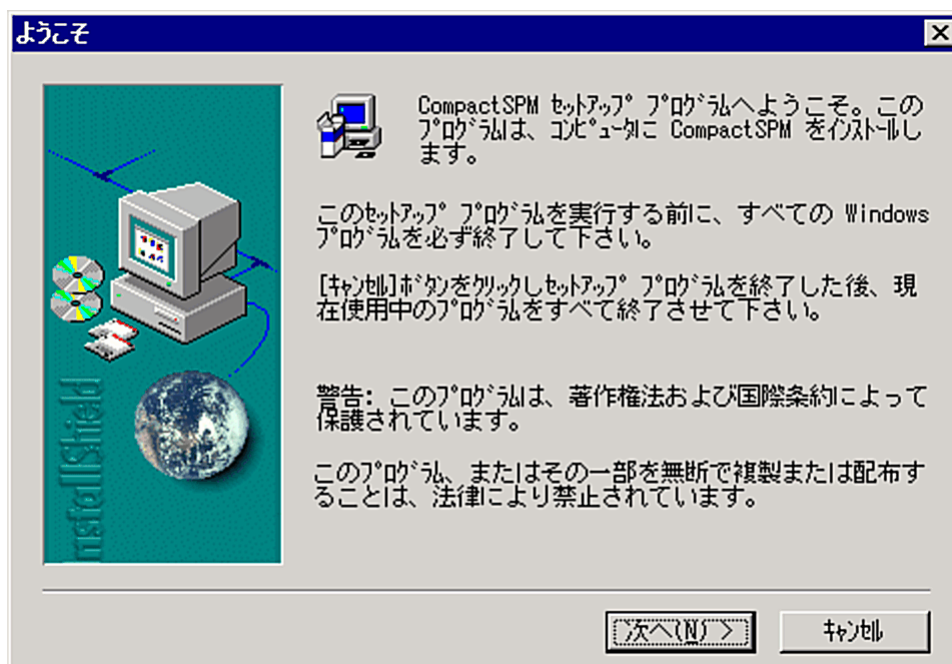 ようこそ
CompactSPM ｾｯﾄｱｯﾌﾟ ﾌﾟﾛｸﾞﾗﾑへようこそ。この
ﾌﾟﾛｸﾞﾗﾑは、ｺﾝﾋﾟｭｰﾀに CompactSPM をｲﾝｽﾄｰﾙし
ます。
このｾｯﾄｱｯﾌﾟ ﾌﾟﾛｸﾞﾗﾑを実行する前に、すべての Windows
ﾌﾟﾛｸﾞﾗﾑを必ず終了して下さい。
[ｷｬﾝｾﾙ]ﾎﾞﾀﾝをｸﾘｯｸしｾｯﾄｱｯﾌﾟ ﾌﾟﾛｸﾞﾗﾑを終了した後、現
在使用中のﾌﾟﾛｸﾞﾗﾑをすべて終了させて下さい。
警告: このﾌﾟﾛｸﾞﾗﾑは、著作権法および国際条約によって
保護されています。
このﾌﾟﾛｸﾞﾗﾑ、またはその一部を無断で複製または配布す
ることは、法律により禁止されています。
InstallShield
次へ(N) >
ｷｬﾝｾﾙ